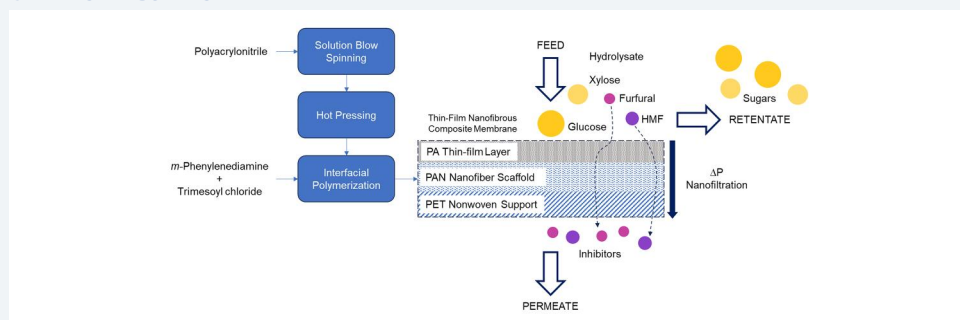 Polyacrylonitrile
Solution Blow
Spinning
Hot Pressing
m-Phenylenediamine
+
Trimesoyl chloride
Interfacial
Polymerization
Thin-Film Nanofibrous
Composite Membrane
FEED
Hydrolysate
Xylose
Furfural
Glucose
HMF
Sugars
RETENTATE
PA Thin-film Layer
PAN Nanofiber Scaffold
PET Nonwoven Support
ΔP
Nanofiltration
Inhibitors
PERMEATE